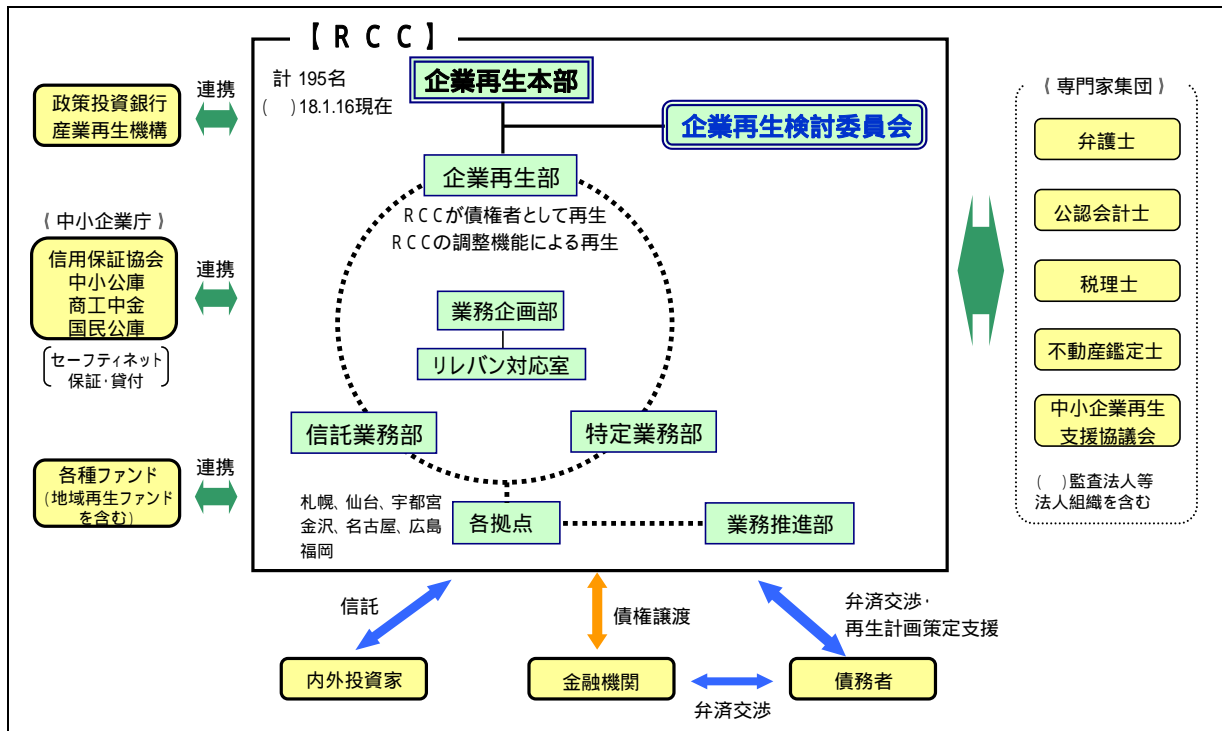 【RCC】
計 195名
( )18.1.16現在
企業再生本部
企業再生検討委員会
企業再生部
RCCが債権者として再生
RCCの調整機能による再生
業務企画部
リレバン対応室
信託業務部
特定業務部
札幌、仙台、宇都宮
金沢、名古屋、広島
福岡
各拠点
業務推進部
連携
政策投資銀行
産業再生機構
《 中小企業庁 》
連携
信用保証協会
中小公庫
商工中金
国民公庫
セーフティネット
保証・貸付
連携
各種ファンド
(地域再生ファンド
を含む)
《 専門家集団 》
弁護士
公認会計士
税理士
不動産鑑定士
中小企業再生
支援協議会
( )監査法人等
法人組織を含む
信託
債権譲渡
弁済交渉・
再生計画策定支援
内外投資家
金融機関
債務者
弁済交渉